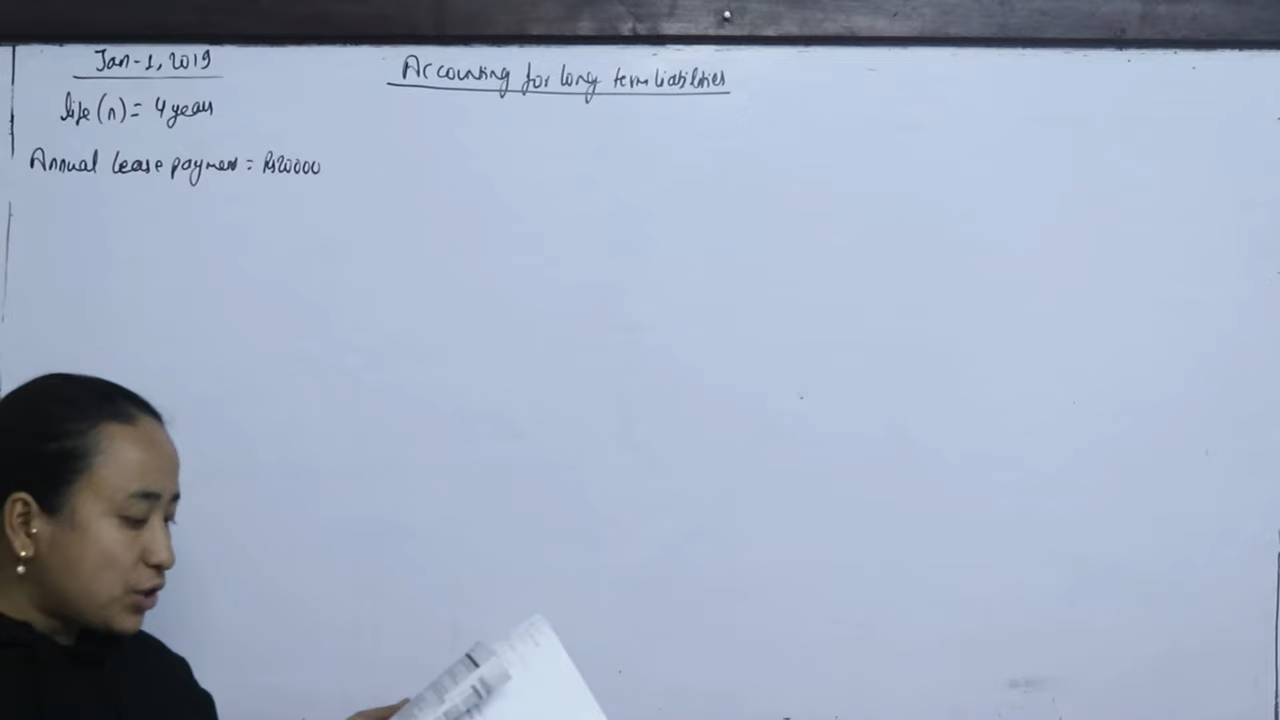 Jan-1, 2019
Accounting for long term liabilities
life (n) = 4 years
Annual lease payment = Rs20000